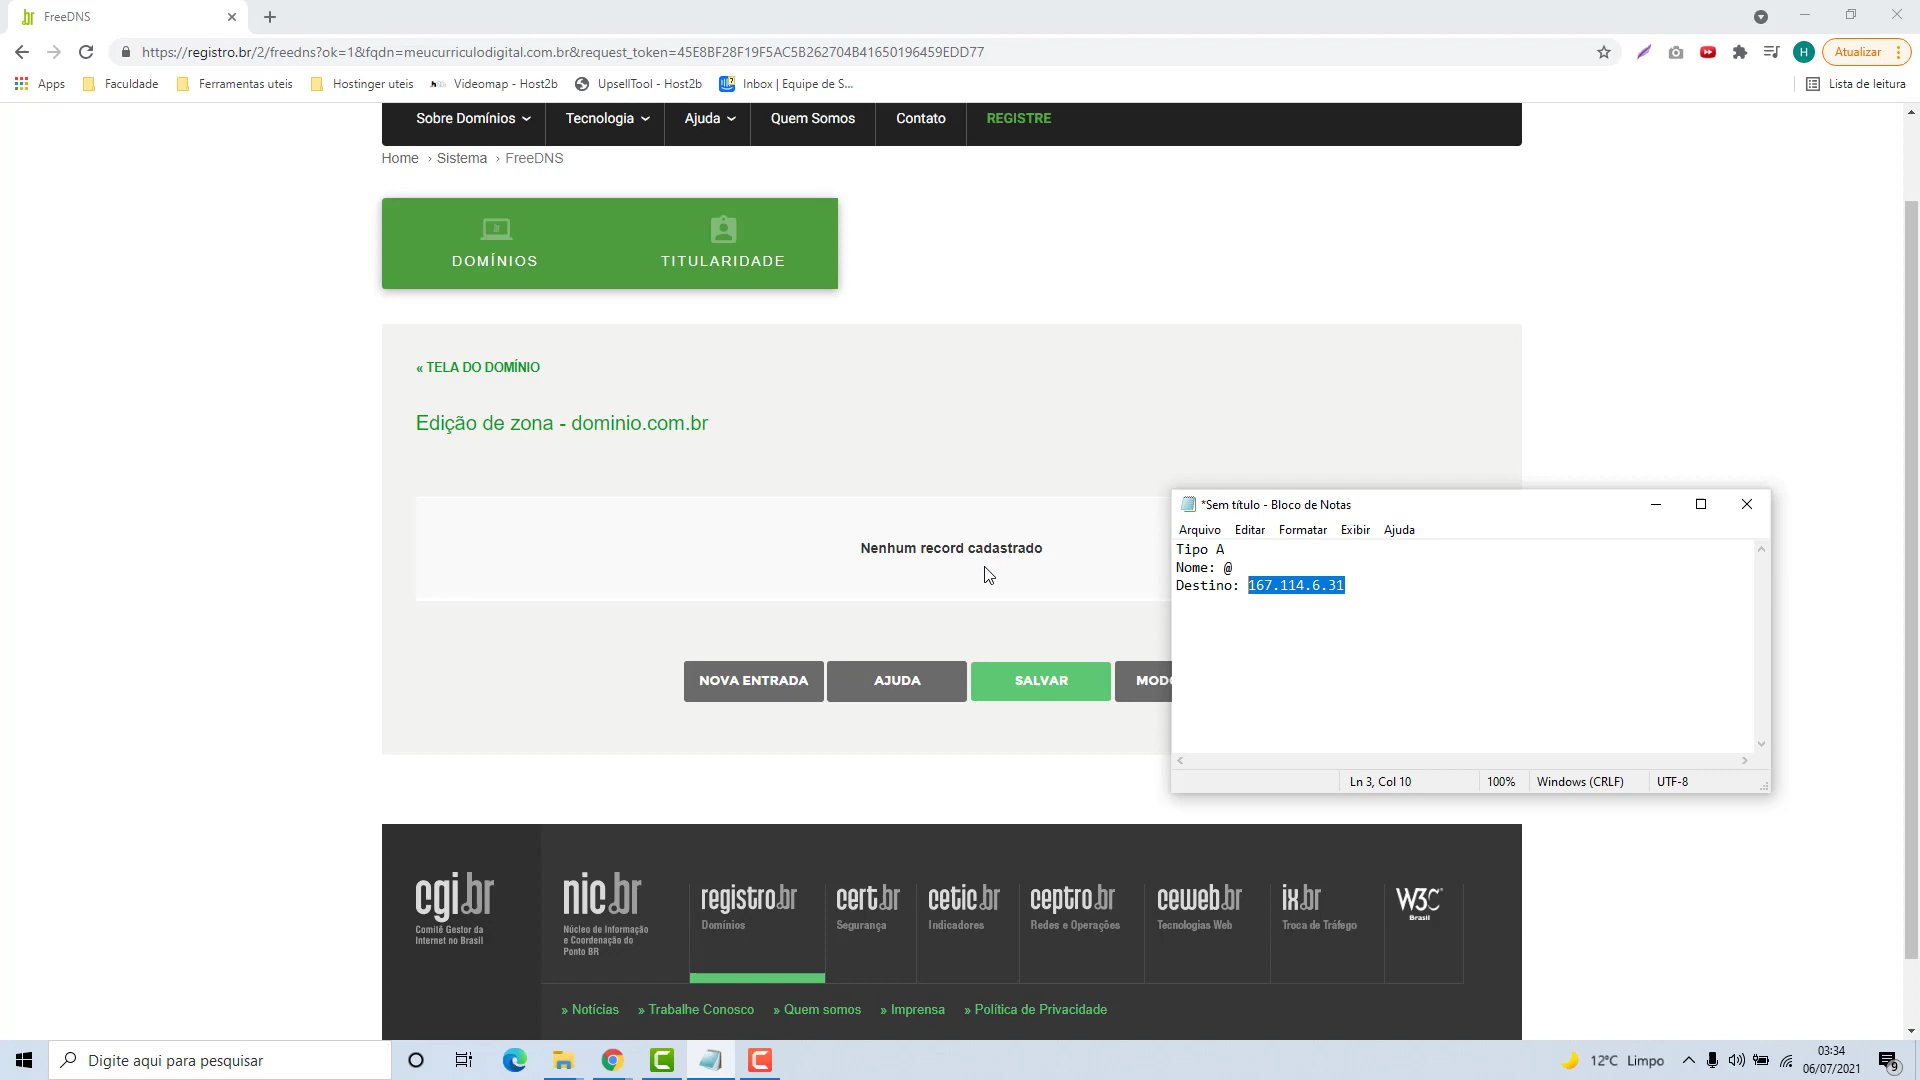 FreeDNS
https://registro.br/2/freedns?ok=1&fqdn=meucurriculodigital.com.br&request_token=45E8BF28F19F5AC5B262704B41650196459EDD77
H
Atualizar
Apps Faculdade Ferramentas uteis Hostinger uteis Videomap - Host2b UpsellTool - Host2b Inbox | Equipe de S... Lista de leitura
Sobre Domínios Tecnologia Ajuda Quem Somos Contato REGISTRE
Home › Sistema › FreeDNS
DOMÍNIOS TITULARIDADE
« TELA DO DOMÍNIO
Edição de zona - dominio.com.br
Nenhum record cadastrado
NOVA ENTRADA AJUDA SALVAR
*Sem título - Bloco de Notas
Arquivo Editar Formatar Exibir Ajuda
Tipo A
Nome: @
Destino: 167.114.6.31
Ln 3, Col 10 100% Windows (CRLF) UTF-8
cgi.br
Comitê Gestor da
Internet no Brasil
nic.br
Núcleo de Informação
e Coordenação do
Ponto BR
registro.br
Domínios
cert.br
Segurança
cetic.br
Indicadores
ceptro.br
Redes e Operações
ceweb.br
Tecnologias Web
ix.br
Troca de Tráfego
W3C
Brasil
» Notícias » Trabalhe Conosco » Quem somos » Imprensa » Política de Privacidade
Digite aqui para pesquisar
12°C Limpo
03:34
06/07/2021
9